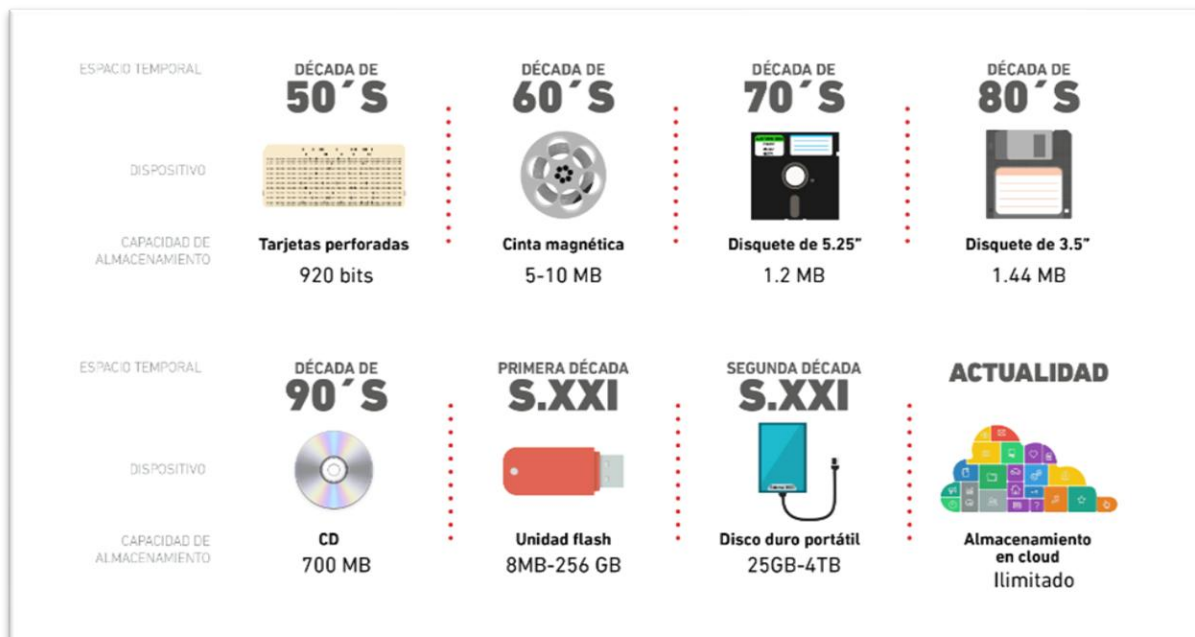 ESPACIO TEMPORAL
DÉCADA DE
50´S
DÉCADA DE
60´S
DÉCADA DE
70´S
DÉCADA DE
80´S
DISPOSITIVO
CAPACIDAD DE
ALMACENAMIENTO
Tarjetas perforadas
920 bits
Cinta magnética
5-10 MB
Disquete de 5.25"
1.2 MB
Disquete de 3.5"
1.44 MB
ESPACIO TEMPORAL
DÉCADA DE
90´S
PRIMERA DÉCADA
S.XXI
SEGUNDA DÉCADA
S.XXI
ACTUALIDAD
DISPOSITIVO
CAPACIDAD DE
ALMACENAMIENTO
CD
700 MB
Unidad flash
8MB-256 GB
Disco duro portátil
25GB-4TB
Almacenamiento
en cloud
Ilimitado